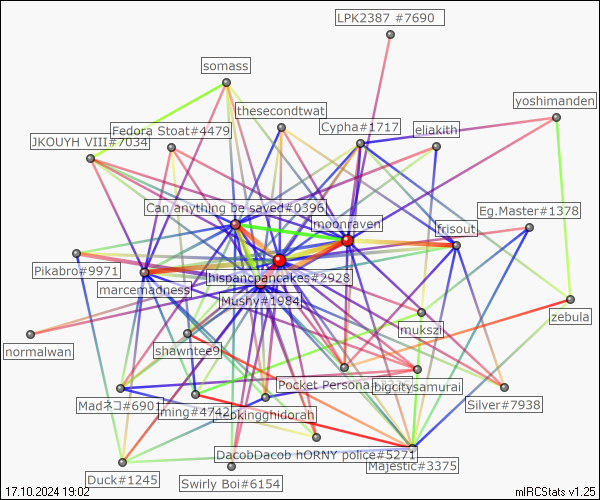 LPK2387 #7690
somass
yoshimanden
thesecondtwat
Cypha#1717
eliakith
Fedora Stoat#4479
JKOUYH VIII#7034
Can anything be saved#0396
Eg.Master#1378
moonraven
frisout
Pikabro#9971
hispancpancakes#2928
marcemadness
Mushy#1984
zebula
mukszi
normalwan
shawntee9
Pocket Persona
bigcitysamurai
Madネコ#6901
Silver#7938
ming#4742
neokingghidorah
DacobDacob hORNY police#5271
Majestic#3375
Duck#1245
Swirly Boi#6154
17.10.2024 19:02
mIRCStats v1.25